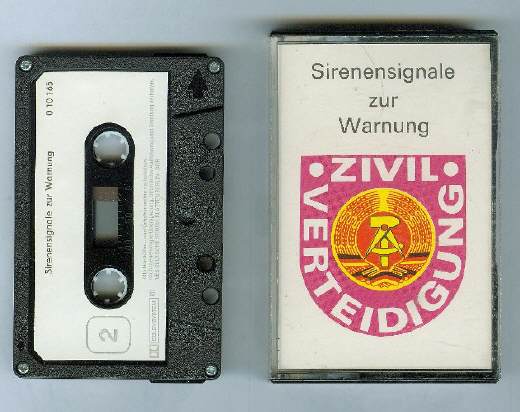 Sirenensignale zur Warnung
0 10 165
2
Sirenensignale
zur
Warnung
• ZIVIL •
VERTEIDIGUNG